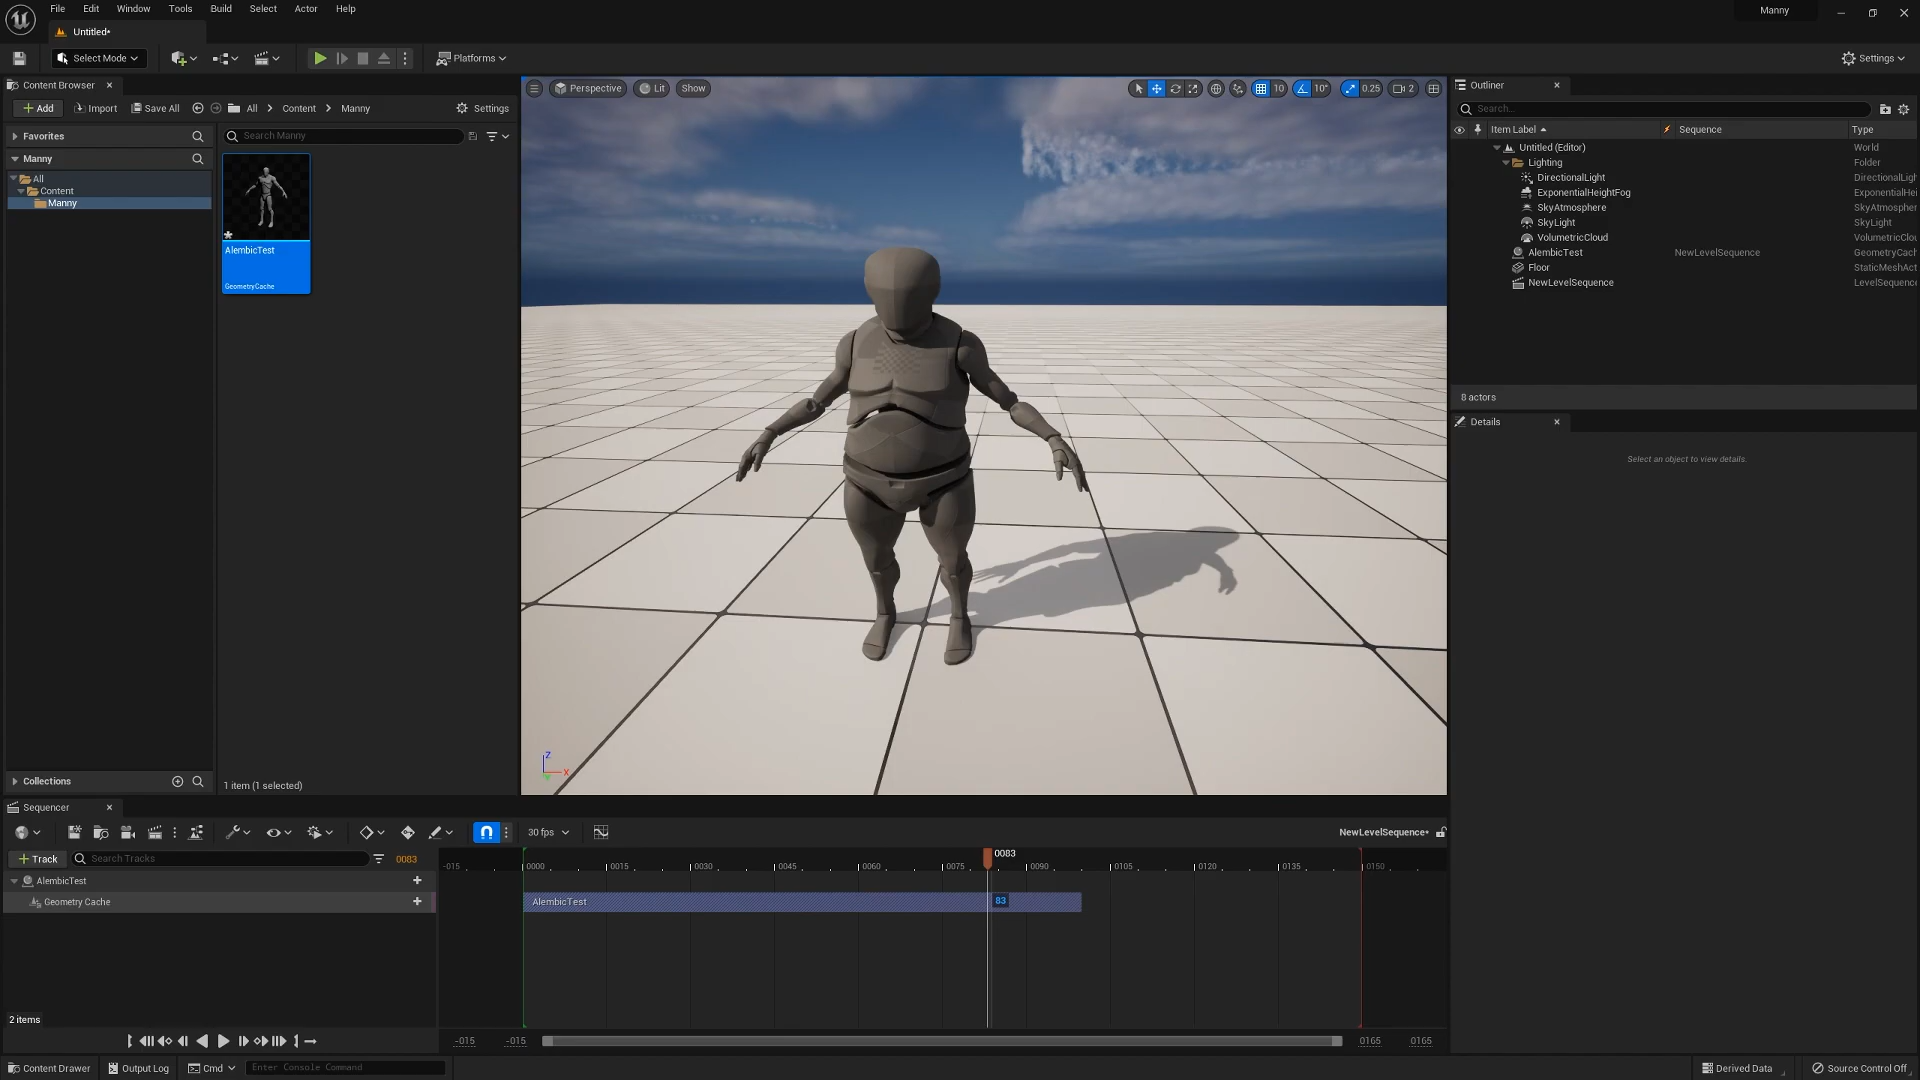 File Edit Window Tools Build Select Actor Help
Manny
Untitled*
Select Mode
Platforms
Settings
Content Browser
Add Import Save All All Content Manny Settings
Favorites
Search Manny
Manny
All
Content
Manny
AlembicTest
GeometryCache
Collections
1 item (1 selected)
Perspective Lit Show
10 10° 0.25 2
Z
X
Outliner
Search...
Item Label Sequence Type
Untitled (Editor) World
Lighting Folder
DirectionalLight DirectionalLigh
ExponentialHeightFog ExponentialHei
SkyAtmosphere SkyAtmospher
SkyLight SkyLight
VolumetricCloud VolumetricClou
AlembicTest NewLevelSequence GeometryCach
Floor StaticMeshAct
NewLevelSequence LevelSequence
8 actors
Details
Select an object to view details.
Sequencer
30 fps
NewLevelSequence*
Track Search Tracks 0083
-015 0000 0015 0030 0045 0060 0075 0083 0090 0105 0120 0135 0150
AlembicTest
Geometry Cache
AlembicTest 83
2 items
-015 -015 0165 0165
Content Drawer Output Log Cmd Enter Console Command
Derived Data Source Control Off